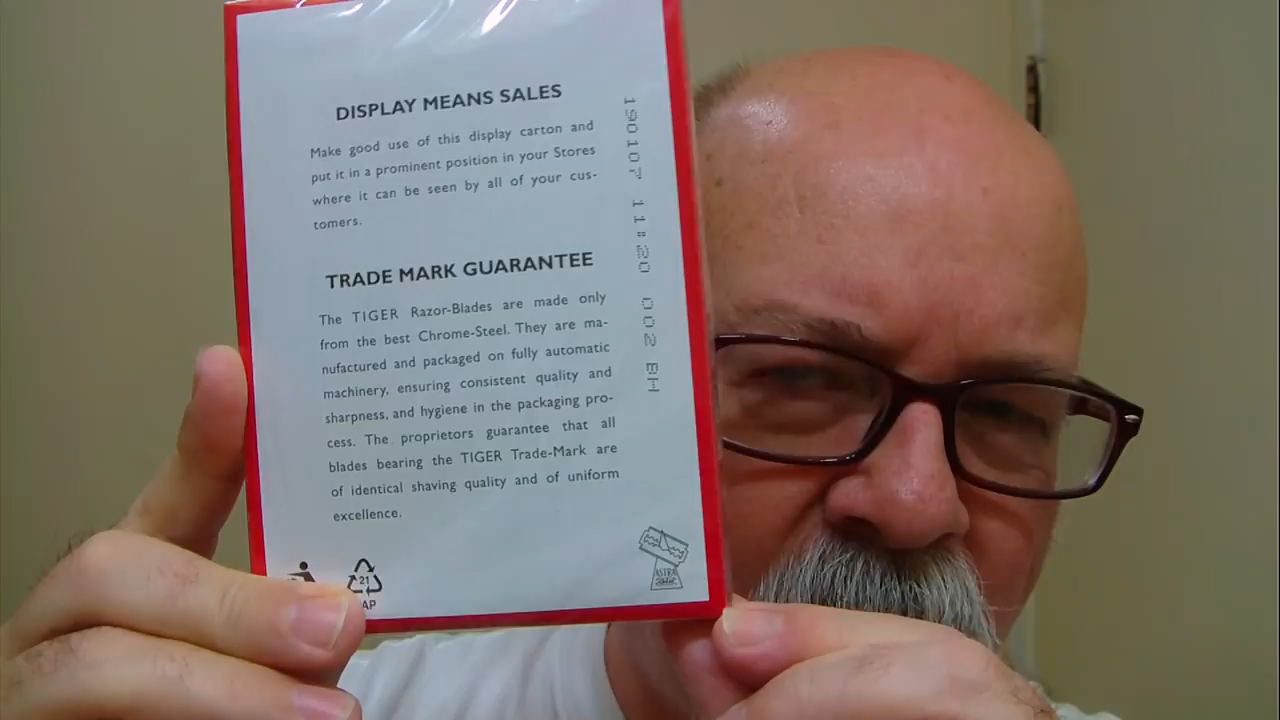 DISPLAY MEANS SALES
Make good use of this display carton and
put it in a prominent position in your Stores
where it can be seen by all of your cus-
tomers.
TRADE MARK GUARANTEE
The TIGER Razor-Blades are made only
from the best Chrome-Steel. They are ma-
nufactured and packaged on fully automatic
machinery, ensuring consistent quality and
sharpness, and hygiene in the packaging pro-
cess. The proprietors guarantee that all
blades bearing the TIGER Trade-Mark are
of identical shaving quality and of uniform
excellence.
190107 11:20 002 BH
21
AP
ASTRA